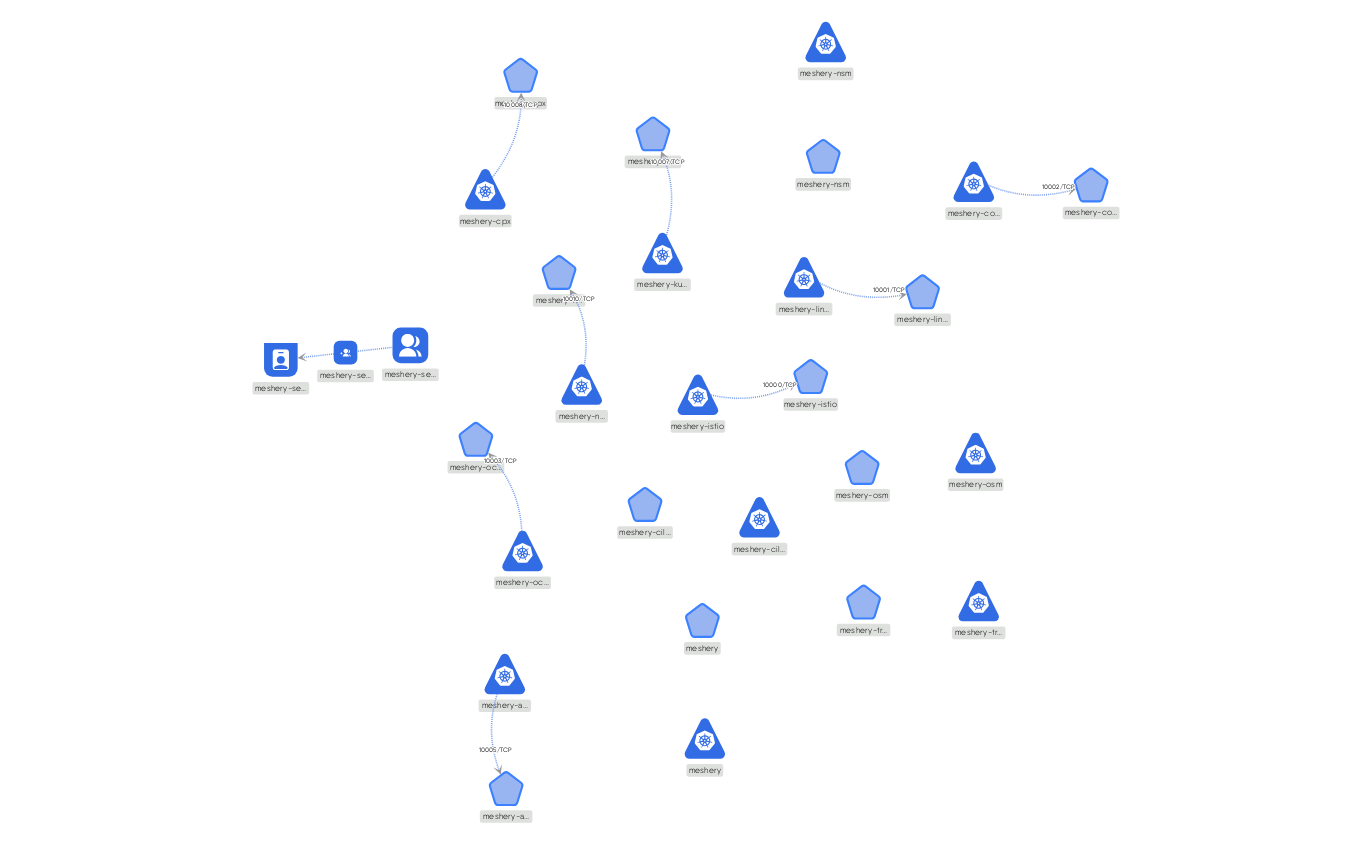 meshery-nsm
10008/TCP
meshery-nsm
10007/TCP
10002/TCP
meshery-co...
meshery-co...
meshery-cpx
meshery-ku...
10001/TCP
10010/TCP
meshery-lin...
meshery-lin...
meshery-se...
meshery-se...
meshery-se...
10000/TCP
meshery-istio
meshery-n...
meshery-istio
10003/TCP
meshery-oc...
meshery-osm
meshery-osm
meshery-cil...
meshery-cil...
meshery-oc...
meshery-tr...
meshery-tr...
meshery
meshery-a...
10005/TCP
meshery
meshery-a...